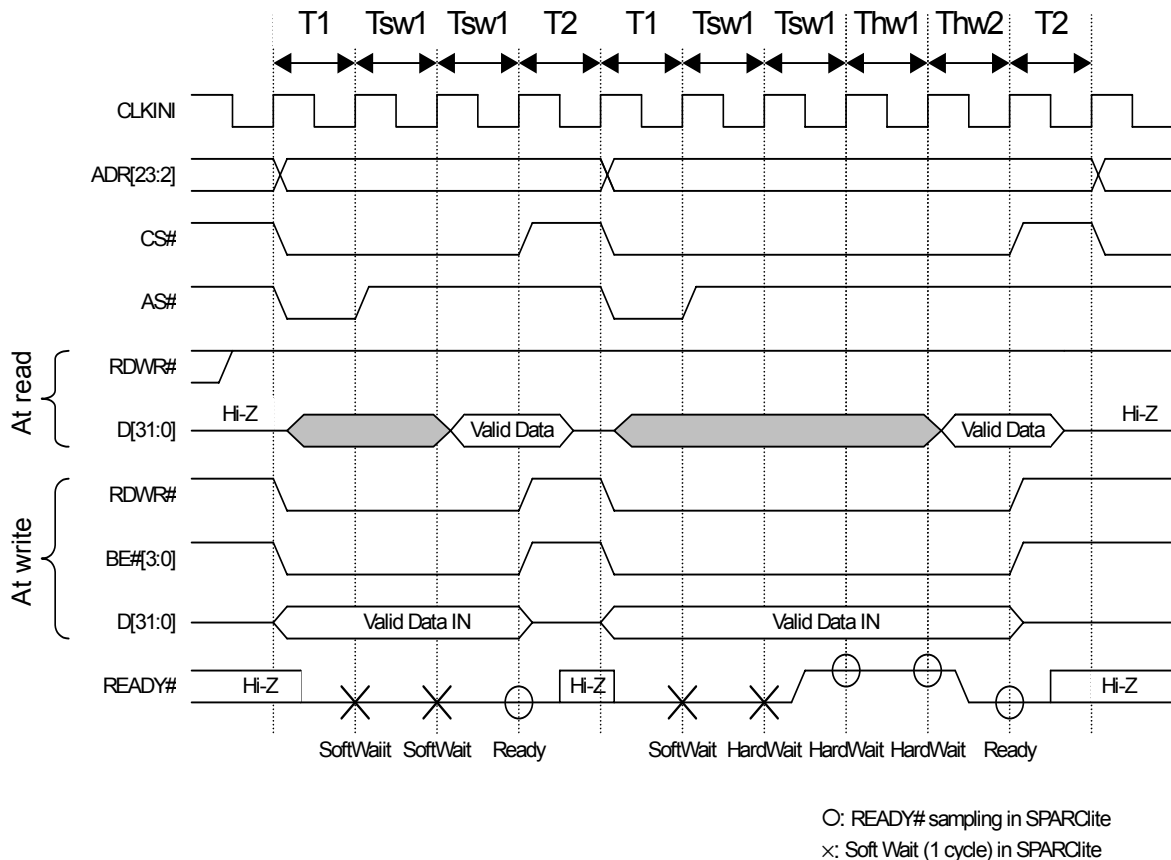 T1 Tsw1 Tsw1 T2 T1 Tsw1 Tsw1 Thw1 Thw2 T2
CLKINI
ADR[23:2]
CS#
AS#
At read
RDWR#
Hi-Z D[31:0] Valid Data Valid Data Hi-Z
At write
RDWR#
BE#[3:0]
D[31:0] Valid Data IN Valid Data IN
READY# Hi-Z Hi-Z Hi-Z
SoftWaiit SoftWait Ready SoftWait HardWait HardWait HardWait Ready
O: READY# sampling in SPARClite
×: Soft Wait (1 cycle) in SPARClite